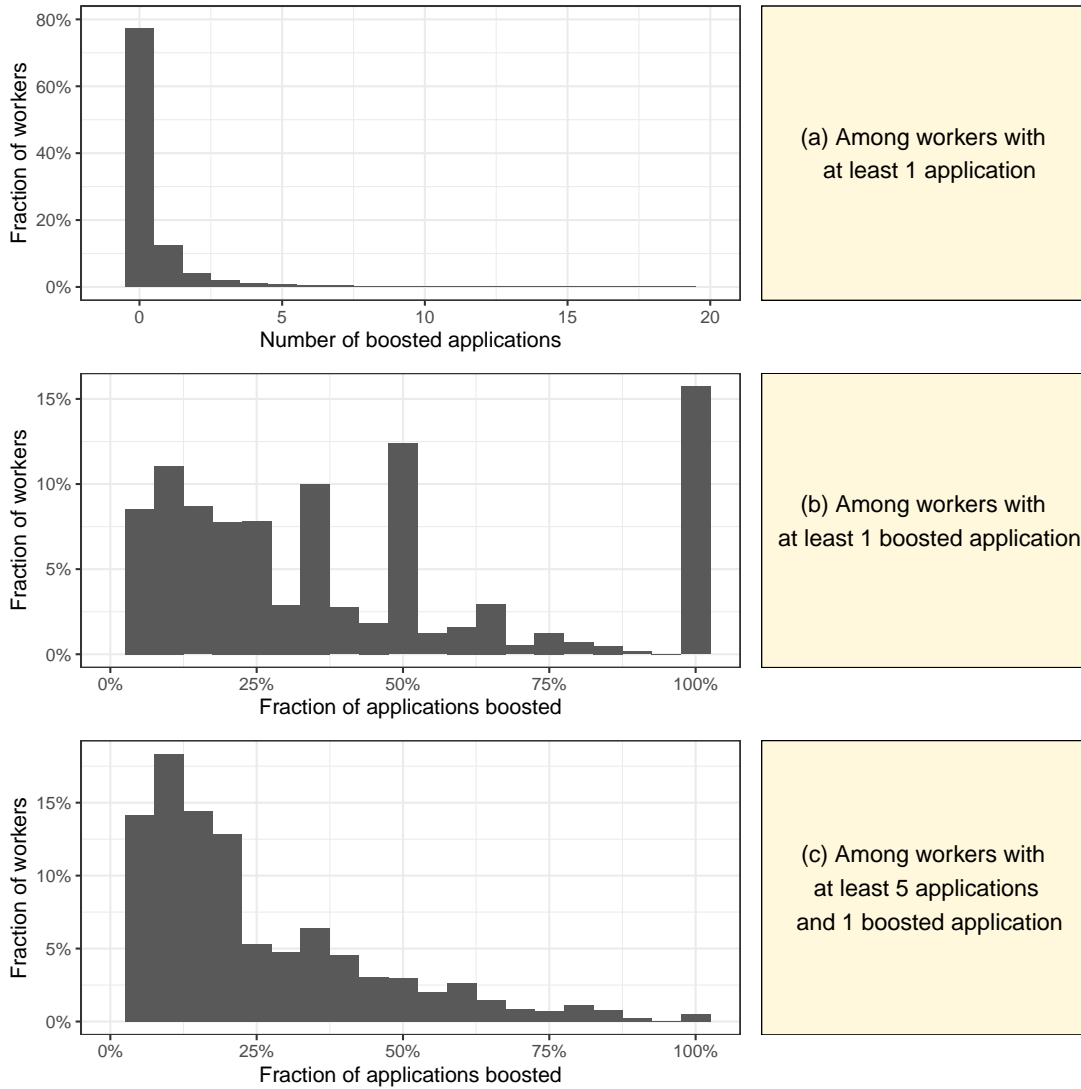 80%
60%
40%
20%
0%
Fraction of workers
0 5 10 15 20
Number of boosted applications
(a) Among workers with
at least 1 application
15%
10%
5%
0%
Fraction of workers
0% 25% 50% 75% 100%
Fraction of applications boosted
(b) Among workers with
at least 1 boosted application
15%
10%
5%
0%
Fraction of workers
0% 25% 50% 75% 100%
Fraction of applications boosted
(c) Among workers with
at least 5 applications
and 1 boosted application